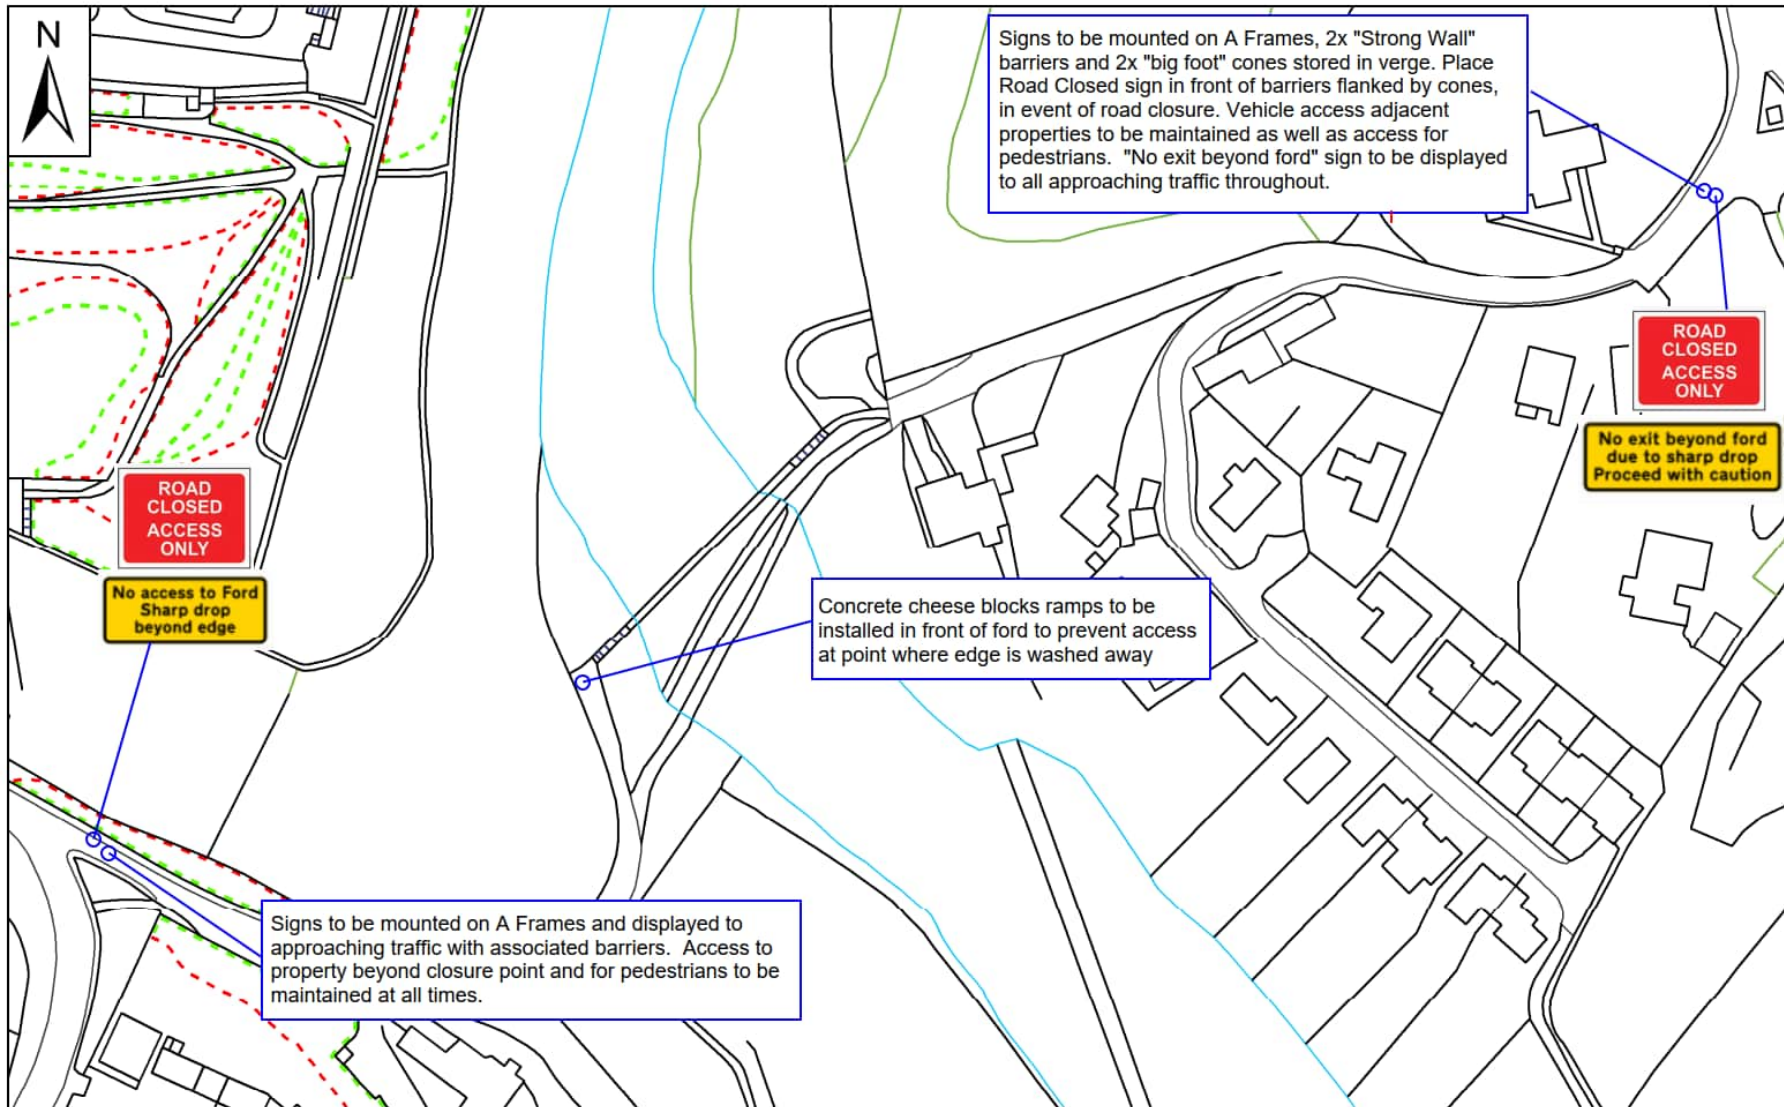 N
Signs to be mounted on A Frames, 2x "Strong Wall"
barriers and 2x "big foot" cones stored in verge. Place
Road Closed sign in front of barriers flanked by cones,
in event of road closure. Vehicle access adjacent
properties to be maintained as well as access for
pedestrians. "No exit beyond ford" sign to be displayed
to all approaching traffic throughout.
ROAD
CLOSED
ACCESS
ONLY
No exit beyond ford
due to sharp drop
Proceed with caution
ROAD
CLOSED
ACCESS
ONLY
No access to Ford
Sharp drop
beyond edge
Concrete cheese blocks ramps to be
installed in front of ford to prevent access
at point where edge is washed away
Signs to be mounted on A Frames and displayed to
approaching traffic with associated barriers. Access to
property beyond closure point and for pedestrians to be
maintained at all times.